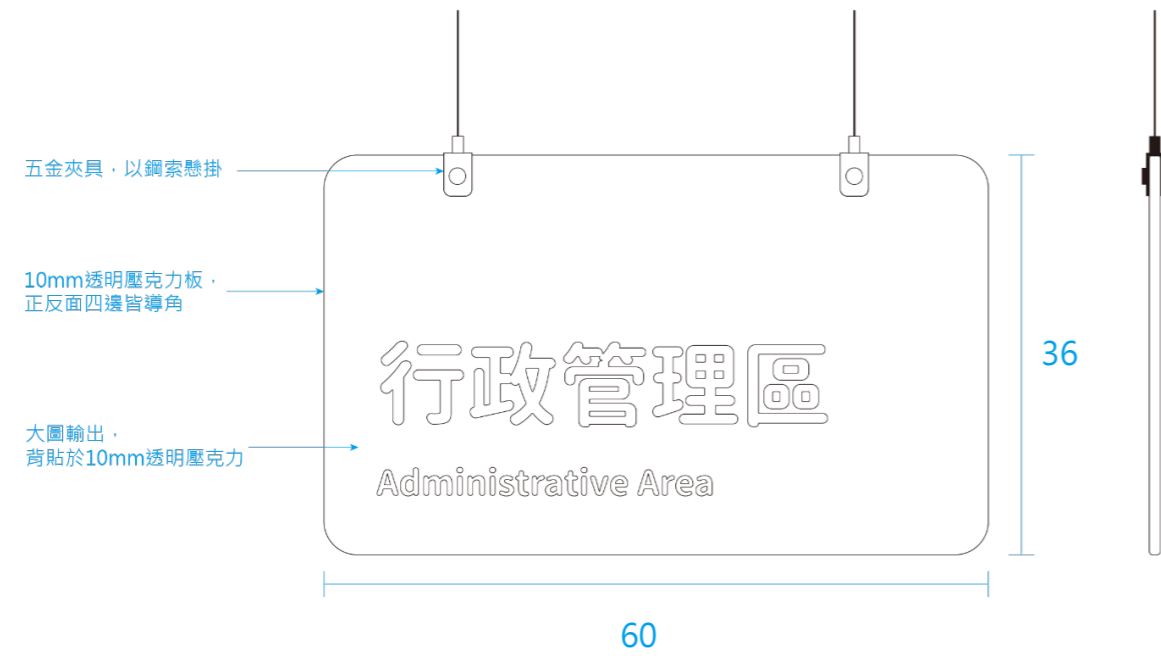 五金夾具，以鋼索懸掛
10mm透明壓克力板，
正反面四邊皆導角
行政管理區
36
大圖輸出，
背貼於10mm透明壓克力
Administrative Area
60